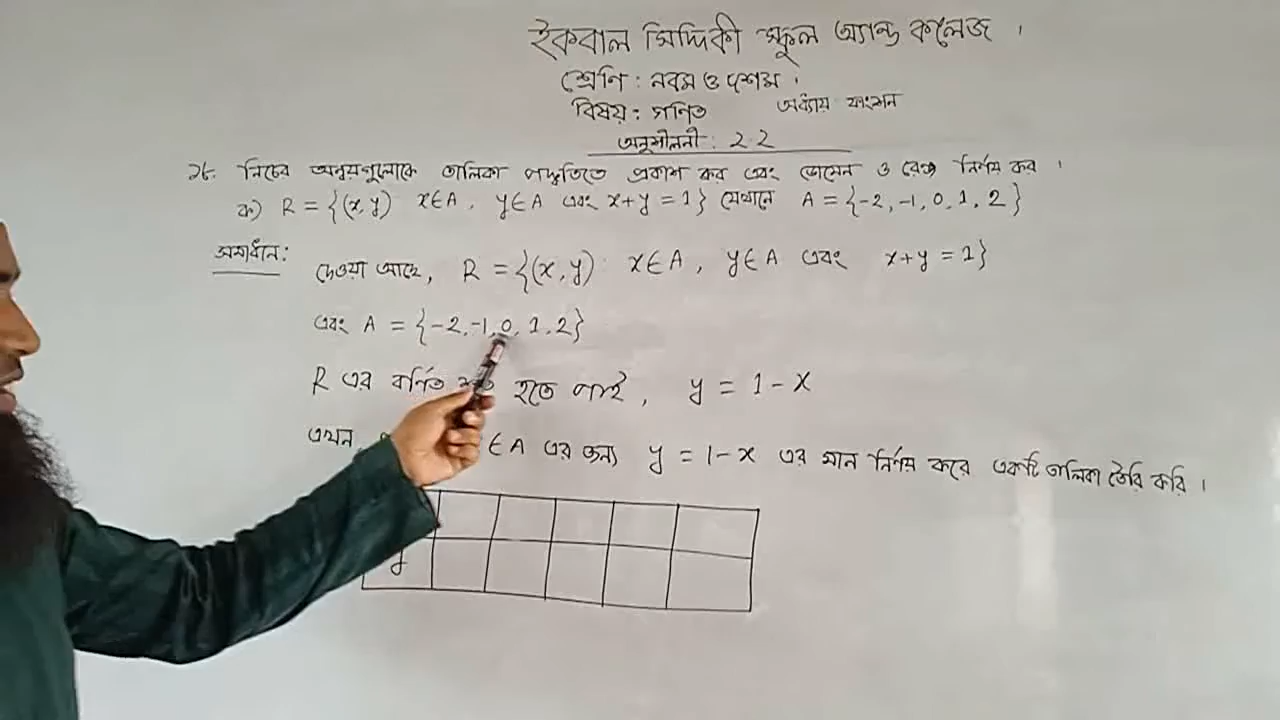 ইকবাল সিদ্দিকী স্কুল অ্যান্ড কলেজ ।
শ্রেণি : নবম ও দশম ।
বিষয় : গণিত অধ্যায় ফাংশন
অনুশীলনী : 2.2
নিচের অন্বয়গুলোকে তালিকা পদ্ধতিতে প্রকাশ কর এবং ডোমেন ও রেঞ্জ নির্ণয় কর ।
ক) R = {(x, y) x∈A, y∈A এবং x+y = 1} যেখানে A = {-2, -1, 0, 1, 2}
সমাধান:
দেওয়া আছে, R = {(x, y) : x∈A, y∈A এবং x+y = 1}
এবং A = {-2, -1, 0, 1, 2}
R এর বর্ণিত হতে পাই, y = 1 - x
এখন ∈A এর জন্য y = 1-x এর মান নির্ণয় করে একটি তালিকা তৈরি করি ।
y